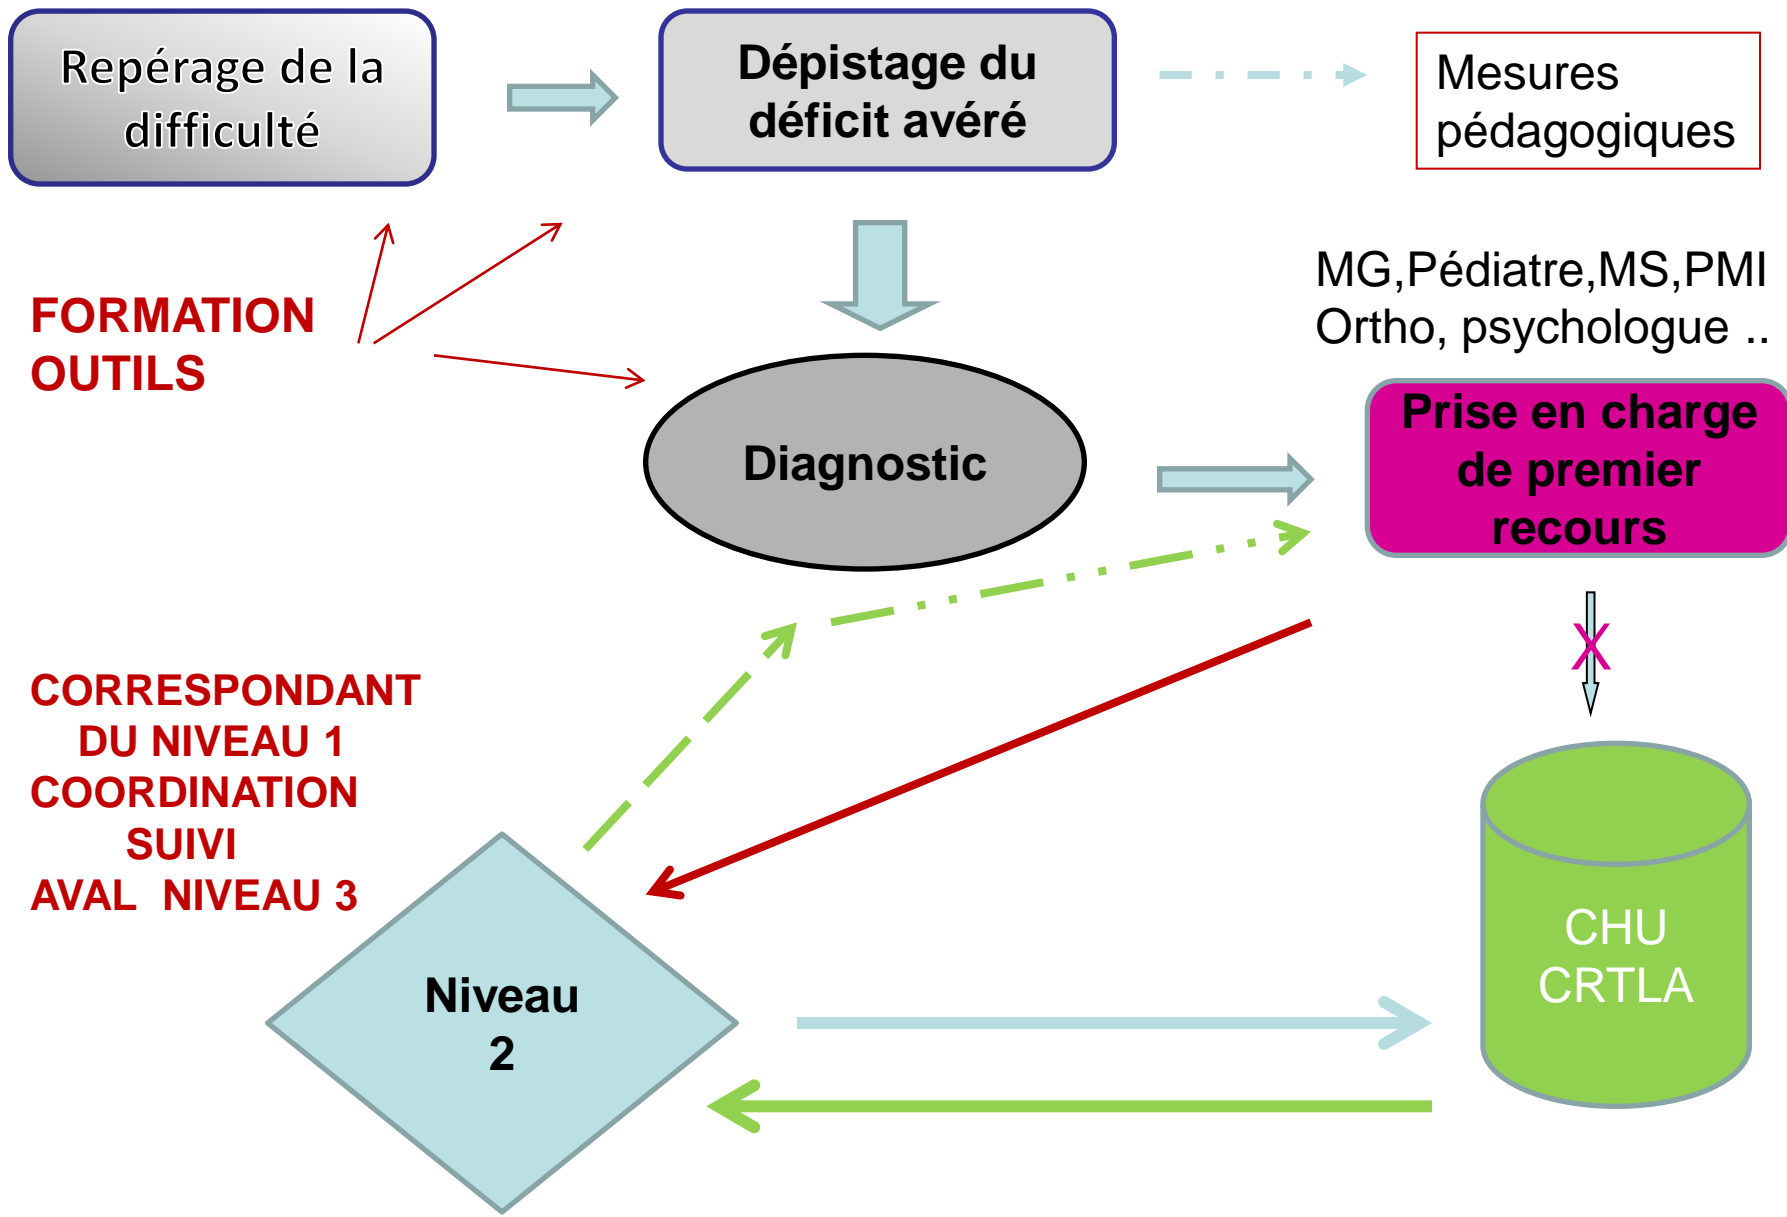 Repérage de la
difficulté
Dépistage du
déficit avéré
Mesures
pédagogiques
MG,Pédiatre,MS,PMI
Ortho, psychologue ..
FORMATION
OUTILS
Diagnostic
Prise en charge
de premier
recours
X
CORRESPONDANT
DU NIVEAU 1
COORDINATION
SUIVI
AVAL NIVEAU 3
Niveau
2
CHU
CRTLA